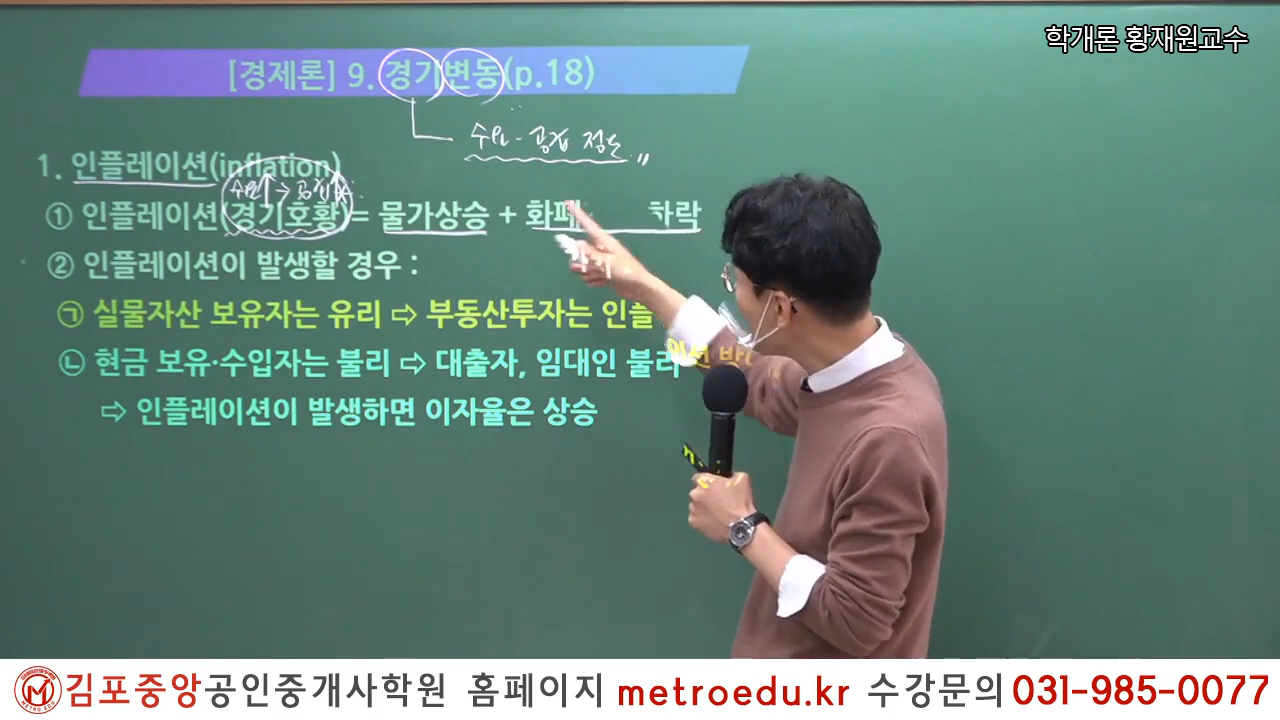 학개론 황재원교수
[경제론] 9. 경기변동(p.18)
수요 - 공급 정도
1. 인플레이션(inflation)
수요↑ > 공급
① 인플레이션(경기호황)= 물가상승 + 화폐 하락
② 인플레이션이 발생할 경우 :
㉠ 실물자산 보유자는 유리 ⇨ 부동산투자는 인플
㉡ 현금 보유·수입자는 불리 ⇨ 대출자, 임대인 불리
⇨ 인플레이션이 발생하면 이자율은 상승
METRO EDU
김포중앙공인중개사학원 홈페이지 metroedu.kr 수강문의 031-985-0077